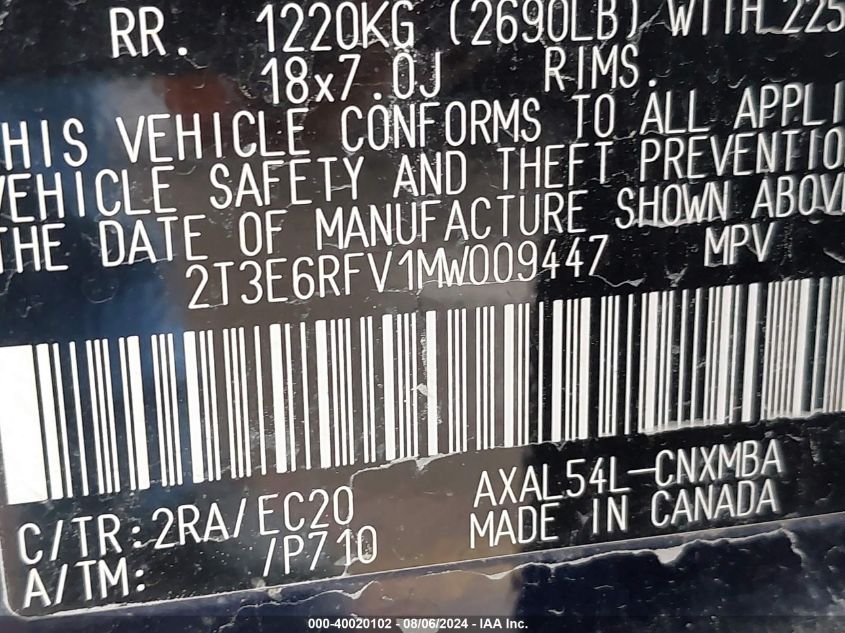 RR. 1220KG (2690LB) WITH 225
18x7.0J RIMS.
HIS VEHICLE CONFORMS TO ALL APPLI
VEHICLE SAFETY AND THEFT PREVENTIO
THE DATE OF MANUFACTURE SHOWN ABOV
2T3E6RFV1MW009447 MPV
C/TR:2RA/EC20 AXAL54L-CNXMBA
A/TM: /P710 MADE IN CANADA
000-40020102 - 08/06/2024 - IAA Inc.